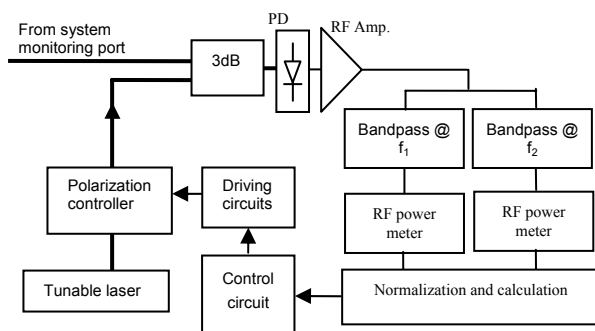 From system
monitoring port
PD
RF Amp.
3dB
Bandpass @
f₁
Bandpass @
f₂
Polarization
controller
Driving
circuits
RF power
meter
RF power
meter
Tunable laser
Control
circuit
Normalization and calculation